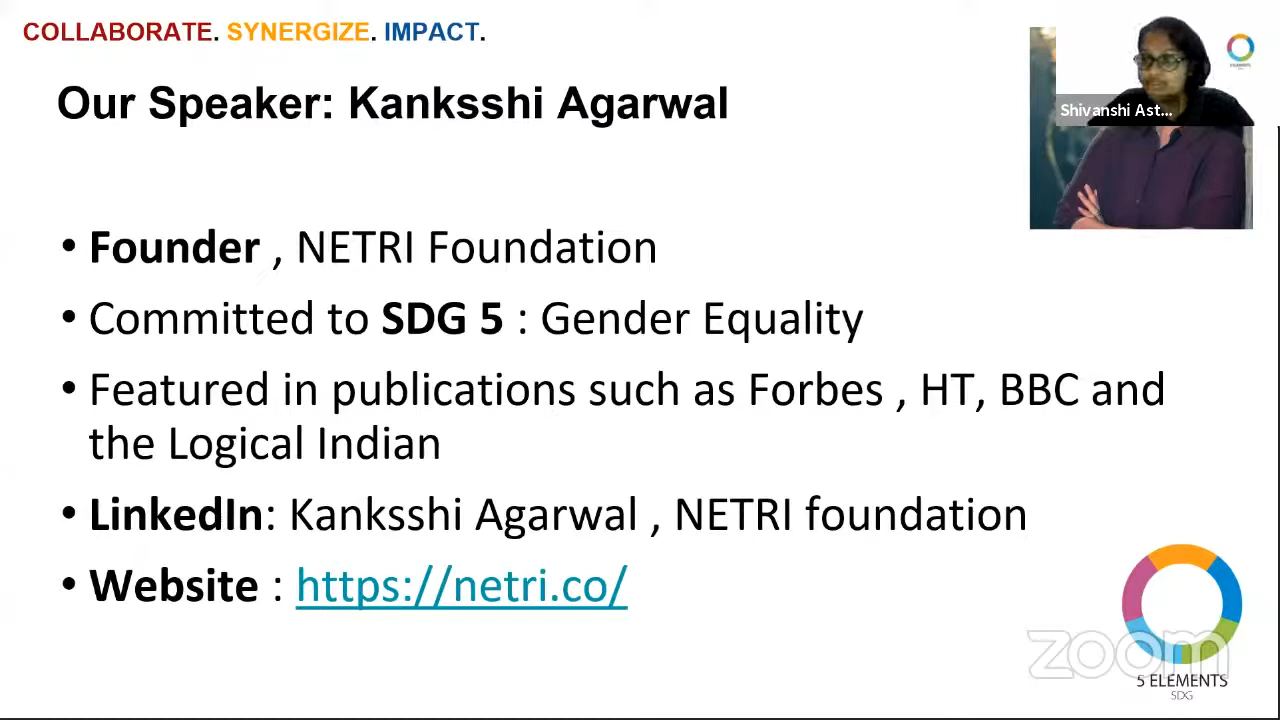 COLLABORATE. SYNERGIZE. IMPACT.
Our Speaker: Kanksshi Agarwal
Shivanshi Ast...
• Founder , NETRI Foundation
• Committed to SDG 5 : Gender Equality
• Featured in publications such as Forbes , HT, BBC and
the Logical Indian
• LinkedIn: Kanksshi Agarwal , NETRI foundation
• Website : https://netri.co/
zoom
5 ELEMENTS
SDG
5 ELEMENTS